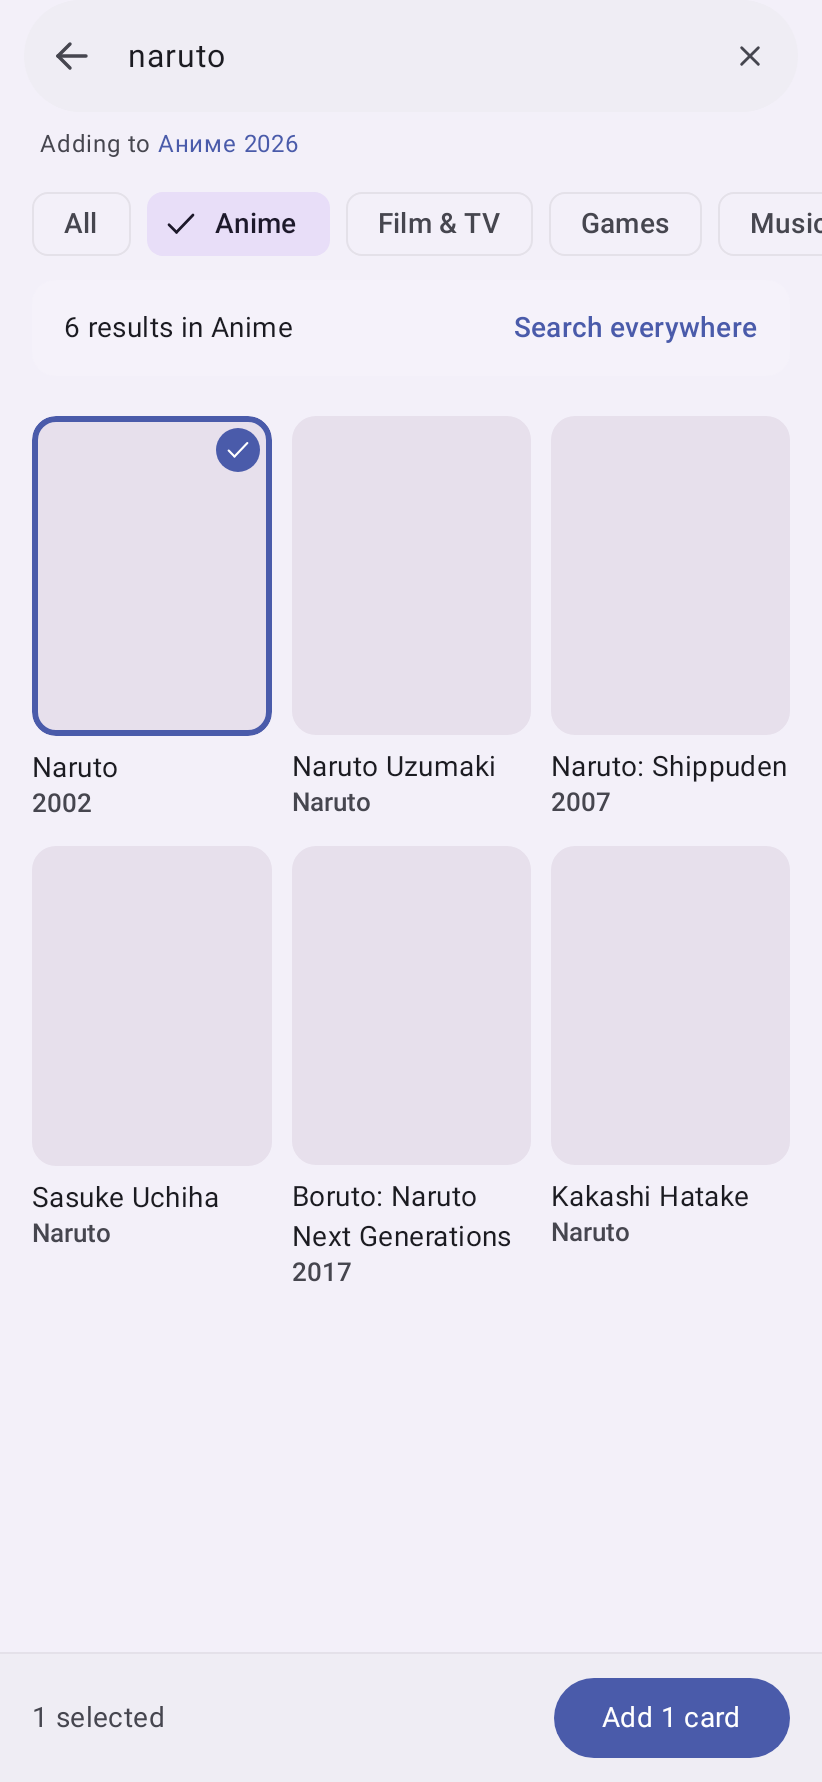 naruto
Adding to Аниме 2026
All
Anime
Film & TV
Games
Music
6 results in Anime
Search everywhere
Naruto
2002
Naruto Uzumaki
Naruto
Naruto: Shippuden
2007
Sasuke Uchiha
Naruto
Boruto: Naruto
Next Generations
2017
Kakashi Hatake
Naruto
1 selected
Add 1 card